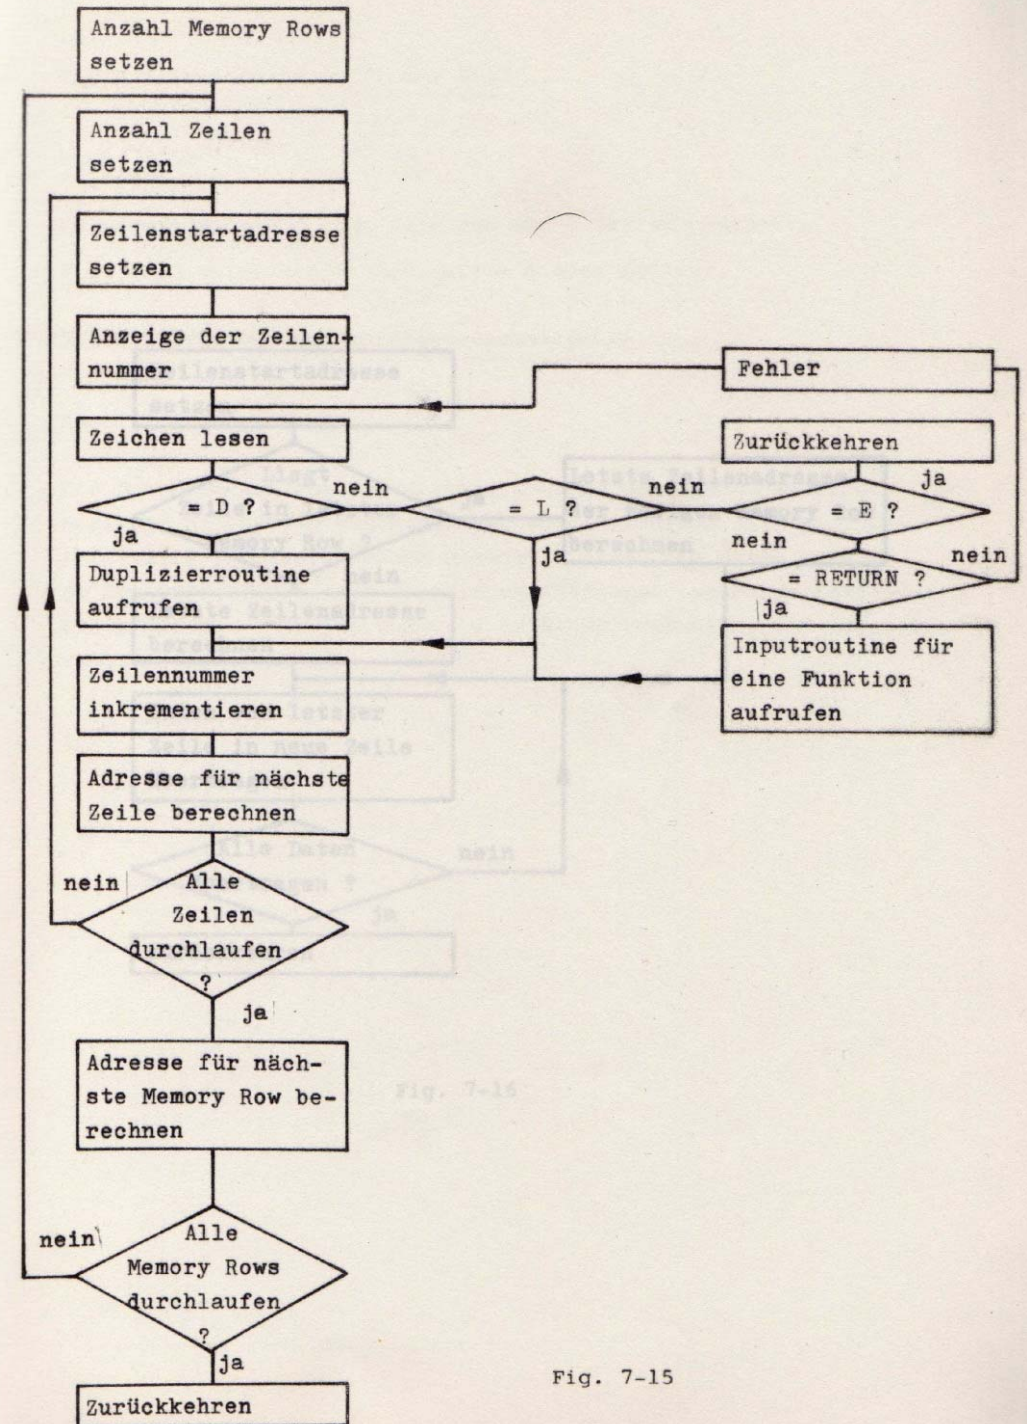 Anzahl Memory Rows
setzen
Anzahl Zeilen
setzen
Zeilenstartadresse
setzen
Anzeige der Zeilen-
nummer
Zeichen lesen
= D ?
nein
ja
= L ?
nein
ja
Fehler
Zurückkehren
ja
= E ?
nein
= RETURN ?
nein
ja
Inputroutine für
eine Funktion
aufrufen
Duplizierroutine
aufrufen
Zeilennummer
inkrementieren
Adresse für nächste
Zeile berechnen
nein
Alle
Zeilen
durchlaufen
?
ja
Adresse für näch-
ste Memory Row be-
rechnen
nein
Alle
Memory Rows
durchlaufen
?
ja
Zurückkehren
Fig. 7-15
Fig. 7-16